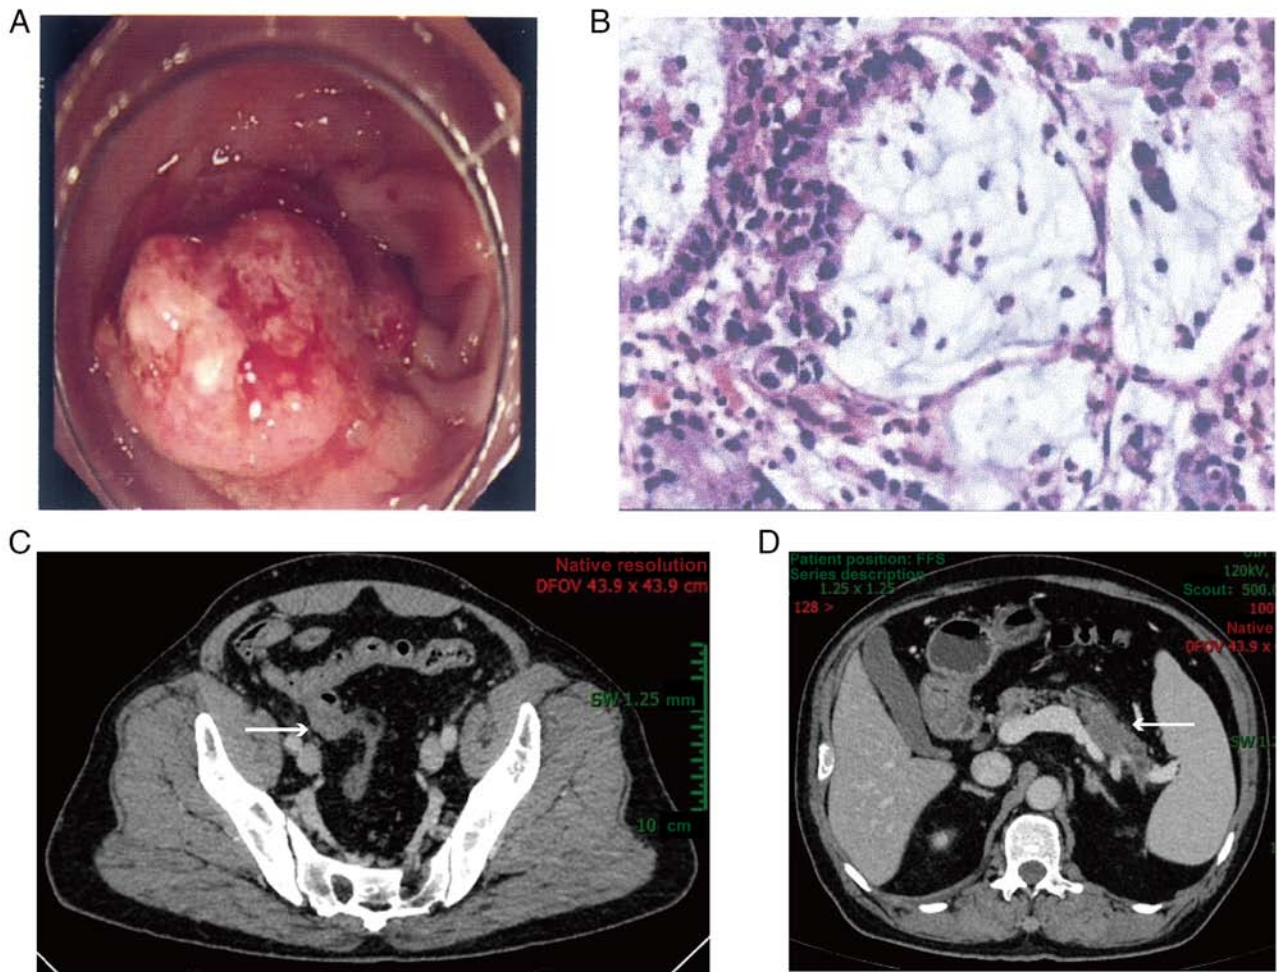 A
B
C
Native resolution
DFOV 43.9 x 43.9 cm
SW 1.25 mm
10 cm
D
Patient position: FFS
Series description
1.25 x 1.25
128 >
120kV,
Scout: 500.
100
Native
DFOV 43.9 x